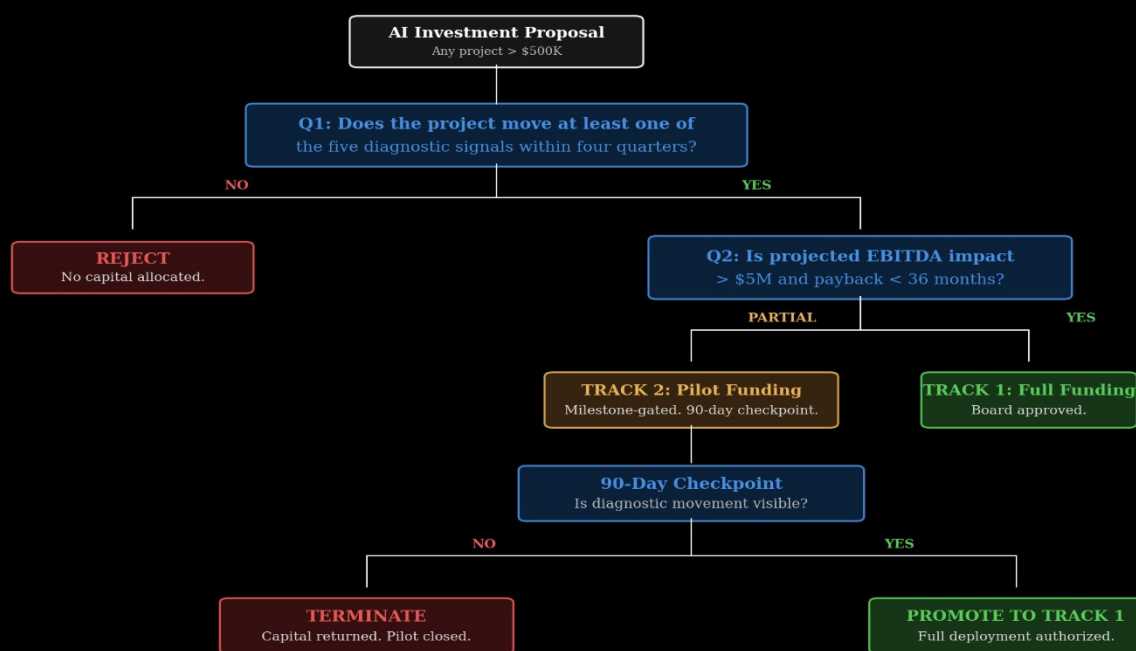 AI Investment Proposal
Any project > $500K
Q1: Does the project move at least one of
the five diagnostic signals within four quarters?
NO
YES
REJECT
No capital allocated.
Q2: Is projected EBITDA impact
> $5M and payback < 36 months?
PARTIAL
YES
TRACK 2: Pilot Funding
Milestone-gated. 90-day checkpoint.
TRACK 1: Full Funding
Board approved.
90-Day Checkpoint
Is diagnostic movement visible?
NO
YES
TERMINATE
Capital returned. Pilot closed.
PROMOTE TO TRACK 1
Full deployment authorized.